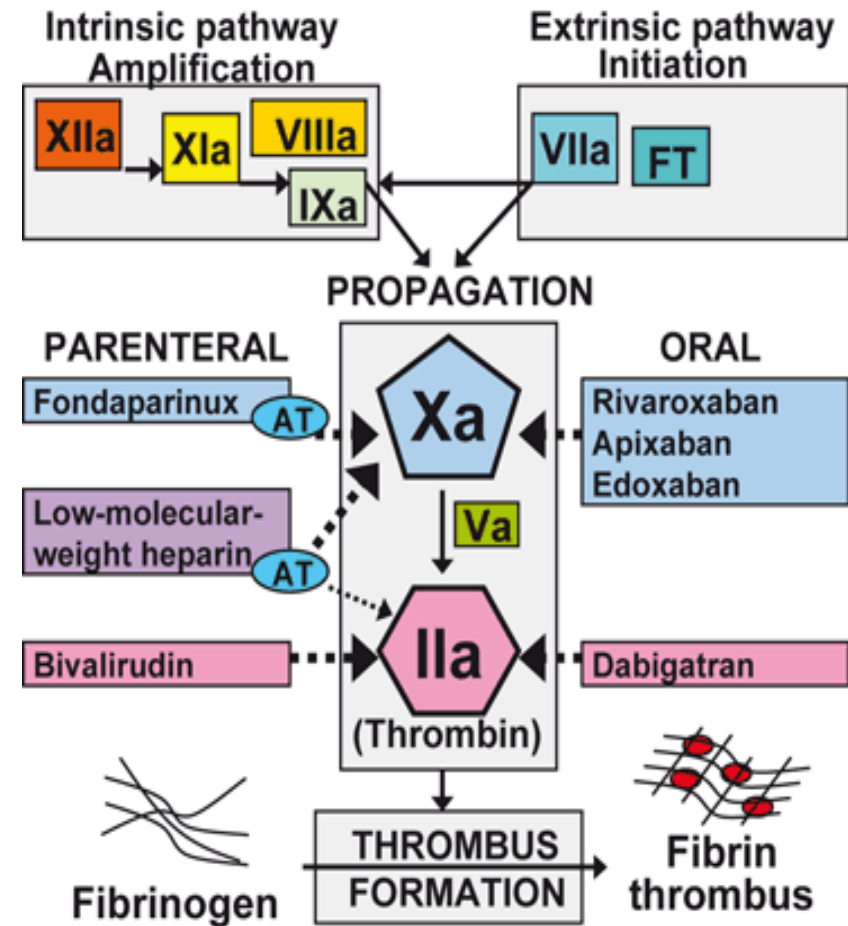 Intrinsic pathway
Amplification
Extrinsic pathway
Initiation
XIIa
XIa
VIIIa
IXa
VIIa
FT
PROPAGATION
PARENTERAL
ORAL
Fondaparinux
AT
Xa
Rivaroxaban
Apixaban
Edoxaban
Low-molecular-
weight heparin
AT
Va
Bivalirudin
IIa
Dabigatran
(Thrombin)
THROMBUS
FORMATION
Fibrinogen
Fibrin
thrombus